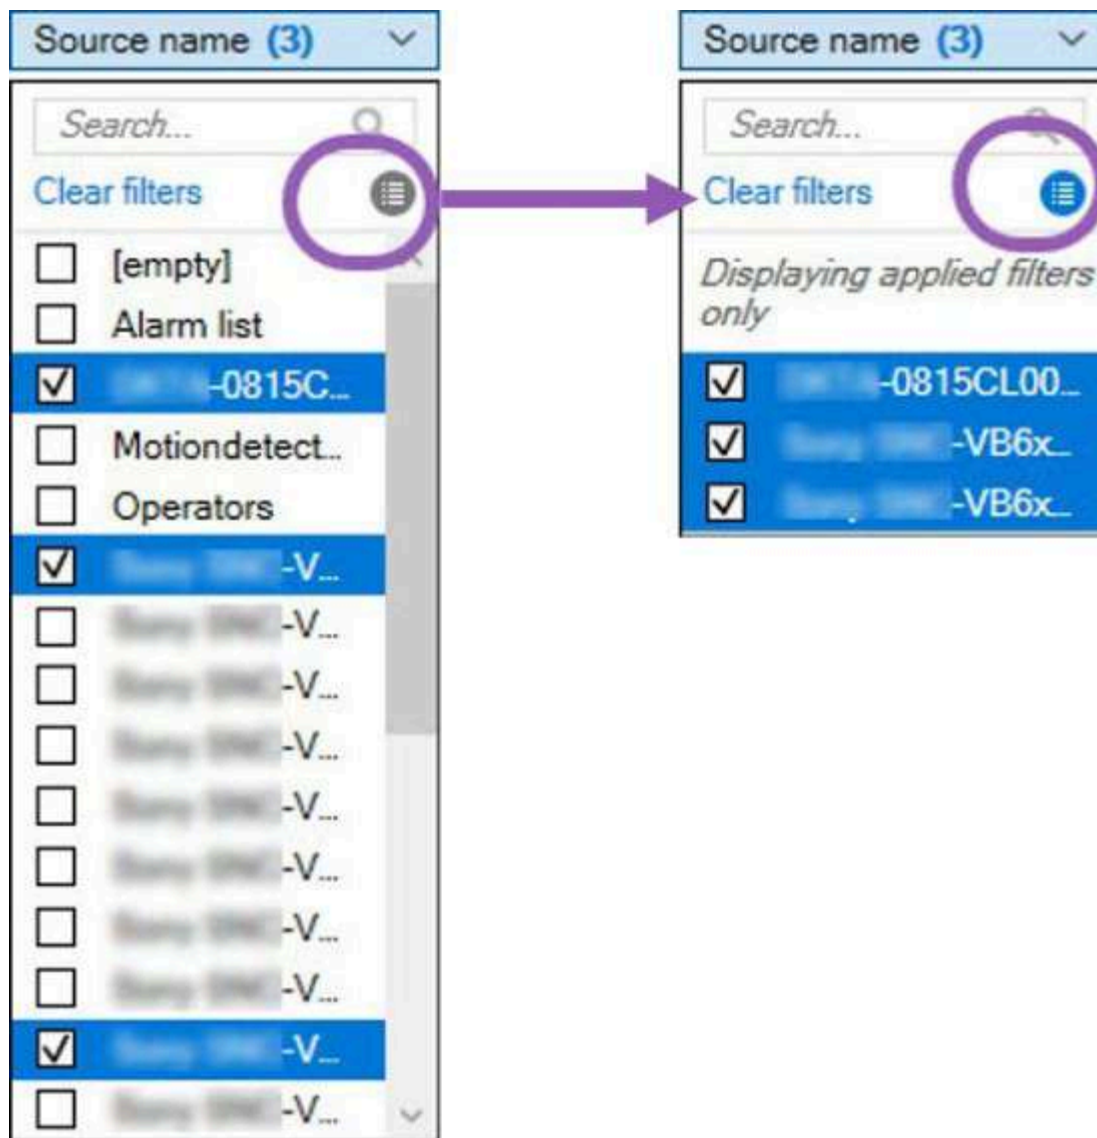 Source name (3)
Search...
Clear filters
[empty]
Alarm list
-0815C...
Motiondetect...
Operators
-V...
-V...
-V...
-V...
-V...
-V...
-V...
-V...
-V...
-V...
Source name (3)
Search...
Clear filters
Displaying applied filters
only
-0815CL00...
-VB6x...
-VB6x...